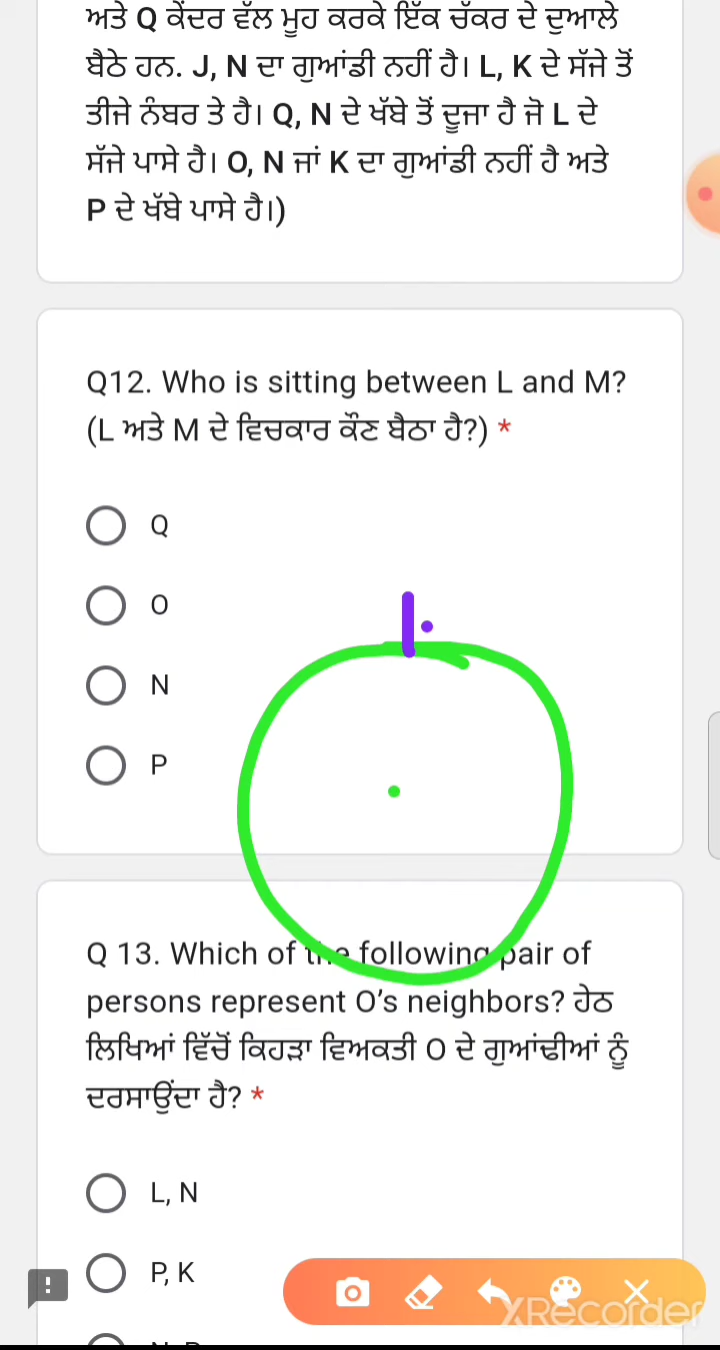 ਅਤੇ Q ਕੇਂਦਰ ਵੱਲ ਮੂਹ ਕਰਕੇ ਇੱਕ ਚੱਕਰ ਦੇ ਦੁਆਲੇ
ਬੈਠੇ ਹਨ. J, N ਦਾ ਗੁਆਂਡੀ ਨਹੀਂ ਹੈ। L, K ਦੇ ਸੱਜੇ ਤੋਂ
ਤੀਜੇ ਨੰਬਰ ਤੇ ਹੈ। Q, N ਦੇ ਖੱਬੇ ਤੋਂ ਦੂਜਾ ਹੈ ਜੋ L ਦੇ
ਸੱਜੇ ਪਾਸੇ ਹੈ। O, N ਜਾਂ K ਦਾ ਗੁਆਂਡੀ ਨਹੀਂ ਹੈ ਅਤੇ
P ਦੇ ਖੱਬੇ ਪਾਸੇ ਹੈ।)
Q12. Who is sitting between L and M?
(L ਅਤੇ M ਦੇ ਵਿਚਕਾਰ ਕੌਣ ਬੈਠਾ ਹੈ?) *
Q
O
N
P
Q 13. Which of the following pair of
persons represent O's neighbors? ਹੇਠ
ਲਿਖਿਆਂ ਵਿੱਚੋਂ ਕਿਹੜਾ ਵਿਅਕਤੀ O ਦੇ ਗੁਆਂਢੀਆਂ ਨੂੰ
ਦਰਸਾਉਂਦਾ ਹੈ? *
L, N
P, K
XRecorder